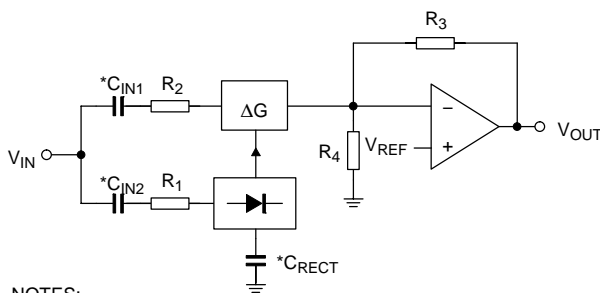 R3
*CIN1
R2
ΔG
−
VIN
R4
VREF
+
VOUT
*CIN2
R1
*CRECT
NOTES: